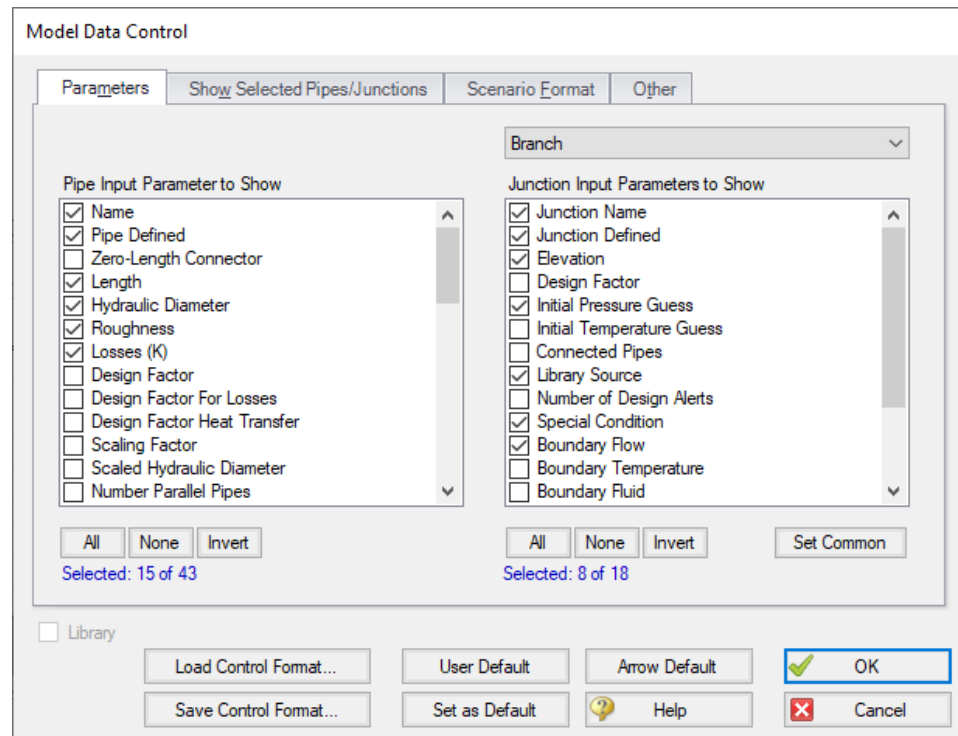 Model Data Control
Parameters Show Selected Pipes/Junctions Scenario Format Other
Branch
Pipe Input Parameter to Show
Name
Pipe Defined
Zero-Length Connector
Length
Hydraulic Diameter
Roughness
Losses (K)
Design Factor
Design Factor For Losses
Design Factor Heat Transfer
Scaling Factor
Scaled Hydraulic Diameter
Number Parallel Pipes
All None Invert
Selected: 15 of 43
Junction Input Parameters to Show
Junction Name
Junction Defined
Elevation
Design Factor
Initial Pressure Guess
Initial Temperature Guess
Connected Pipes
Library Source
Number of Design Alerts
Special Condition
Boundary Flow
Boundary Temperature
Boundary Fluid
All None Invert Set Common
Selected: 8 of 18
Library
Load Control Format... User Default Arrow Default OK
Save Control Format... Set as Default Help Cancel